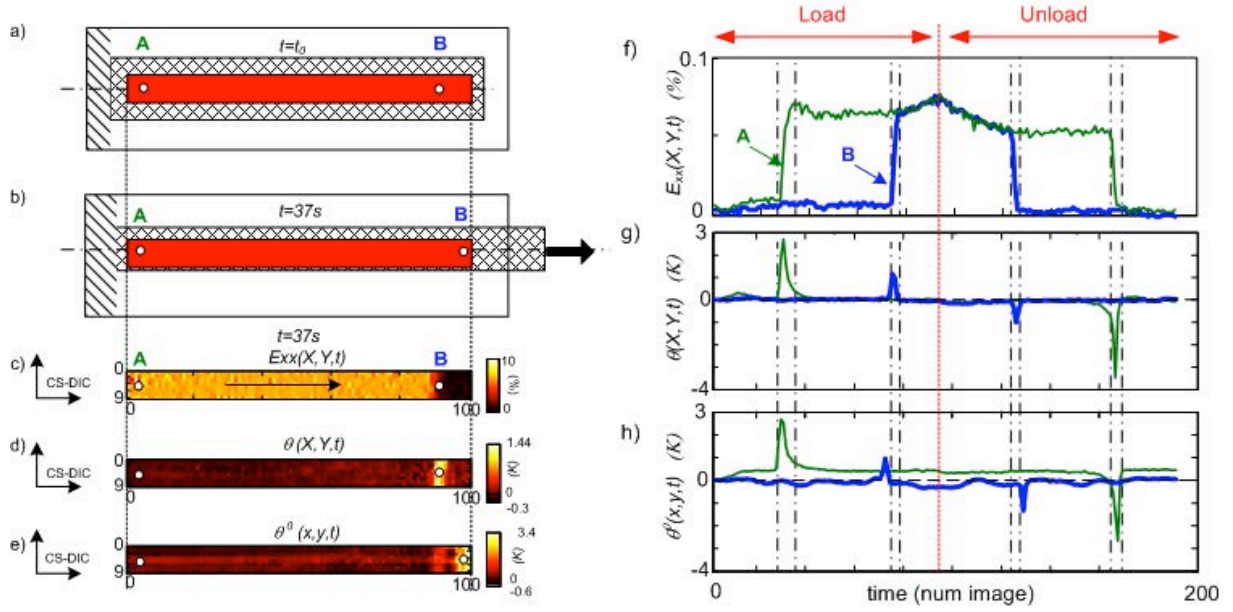 a)
A
t=t₀
B
b)
A
t=37s
B
t=37s
c)
A
Exx(X,Y,t)
B
CS-DIC
0
9
0
100
10
0
(%)
d)
θ (X,Y,t)
CS-DIC
0
9
0
100
1.44
0
-0.3
(K)
e)
θ⁰ (x,y,t)
CS-DIC
0
9
0
100
3.4
0
-0.6
(K)
Load
Unload
f)
0.1
0
Exx(X,Y,t) (%)
A
B
g)
3
0
-4
θ(X,Y,t) (K)
h)
3
0
-4
θ⁰(x,y,t) (K)
0
time (num image)
200